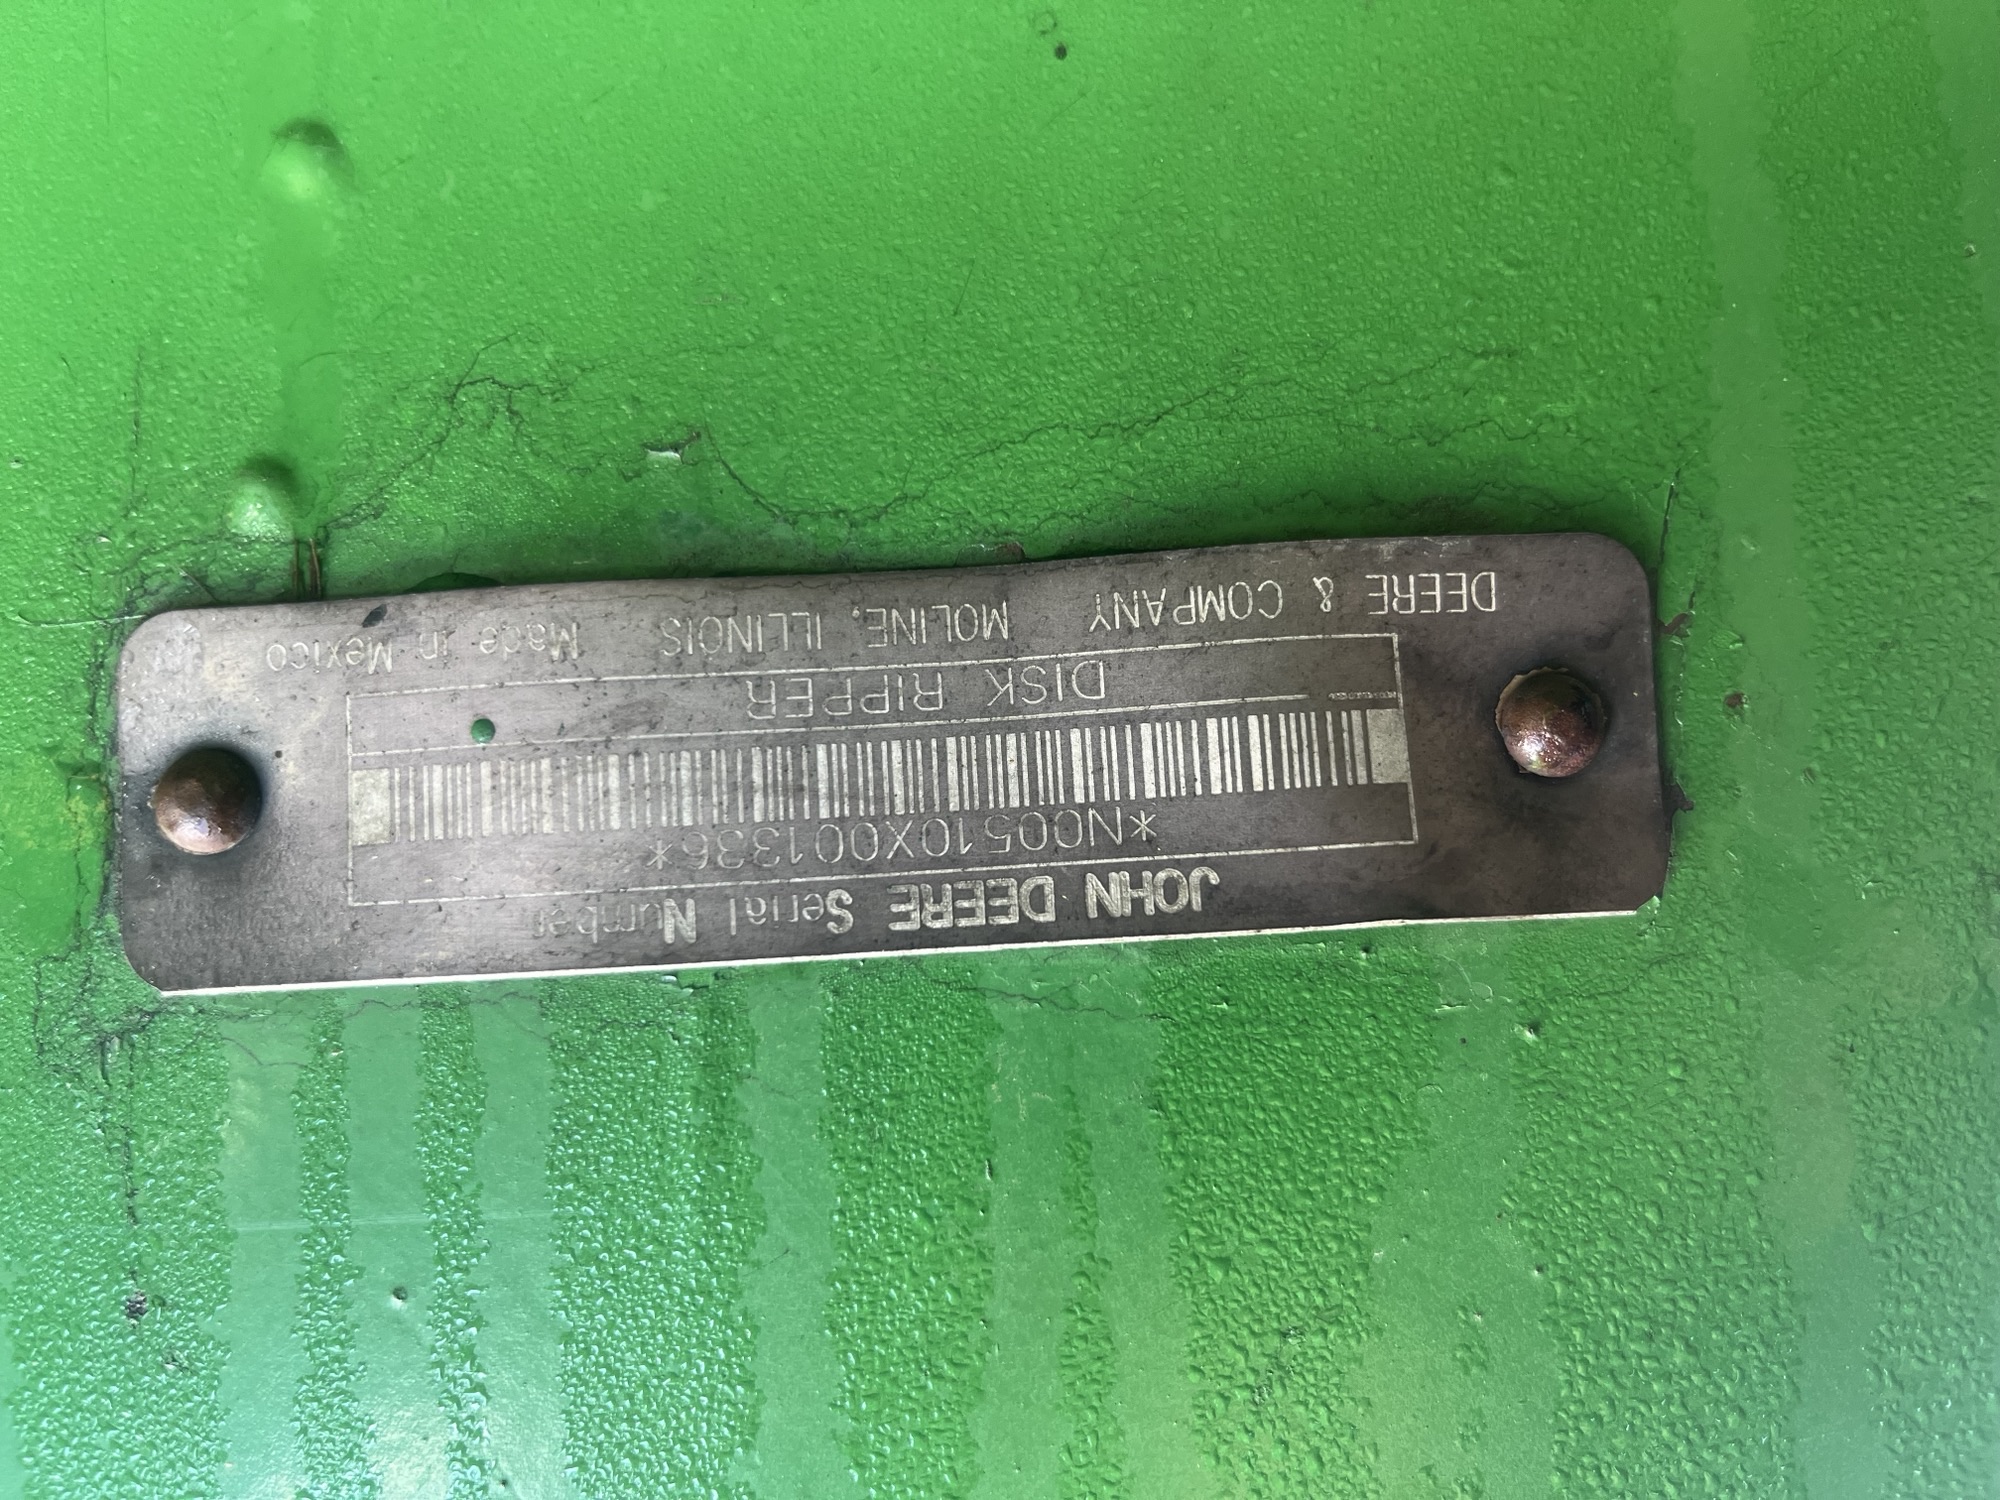 JOHN DEERE Serial Number
*N00510X001336*
DISK RIPPER
DEERE & COMPANY MOLINE, ILLINOIS Made in Mexico